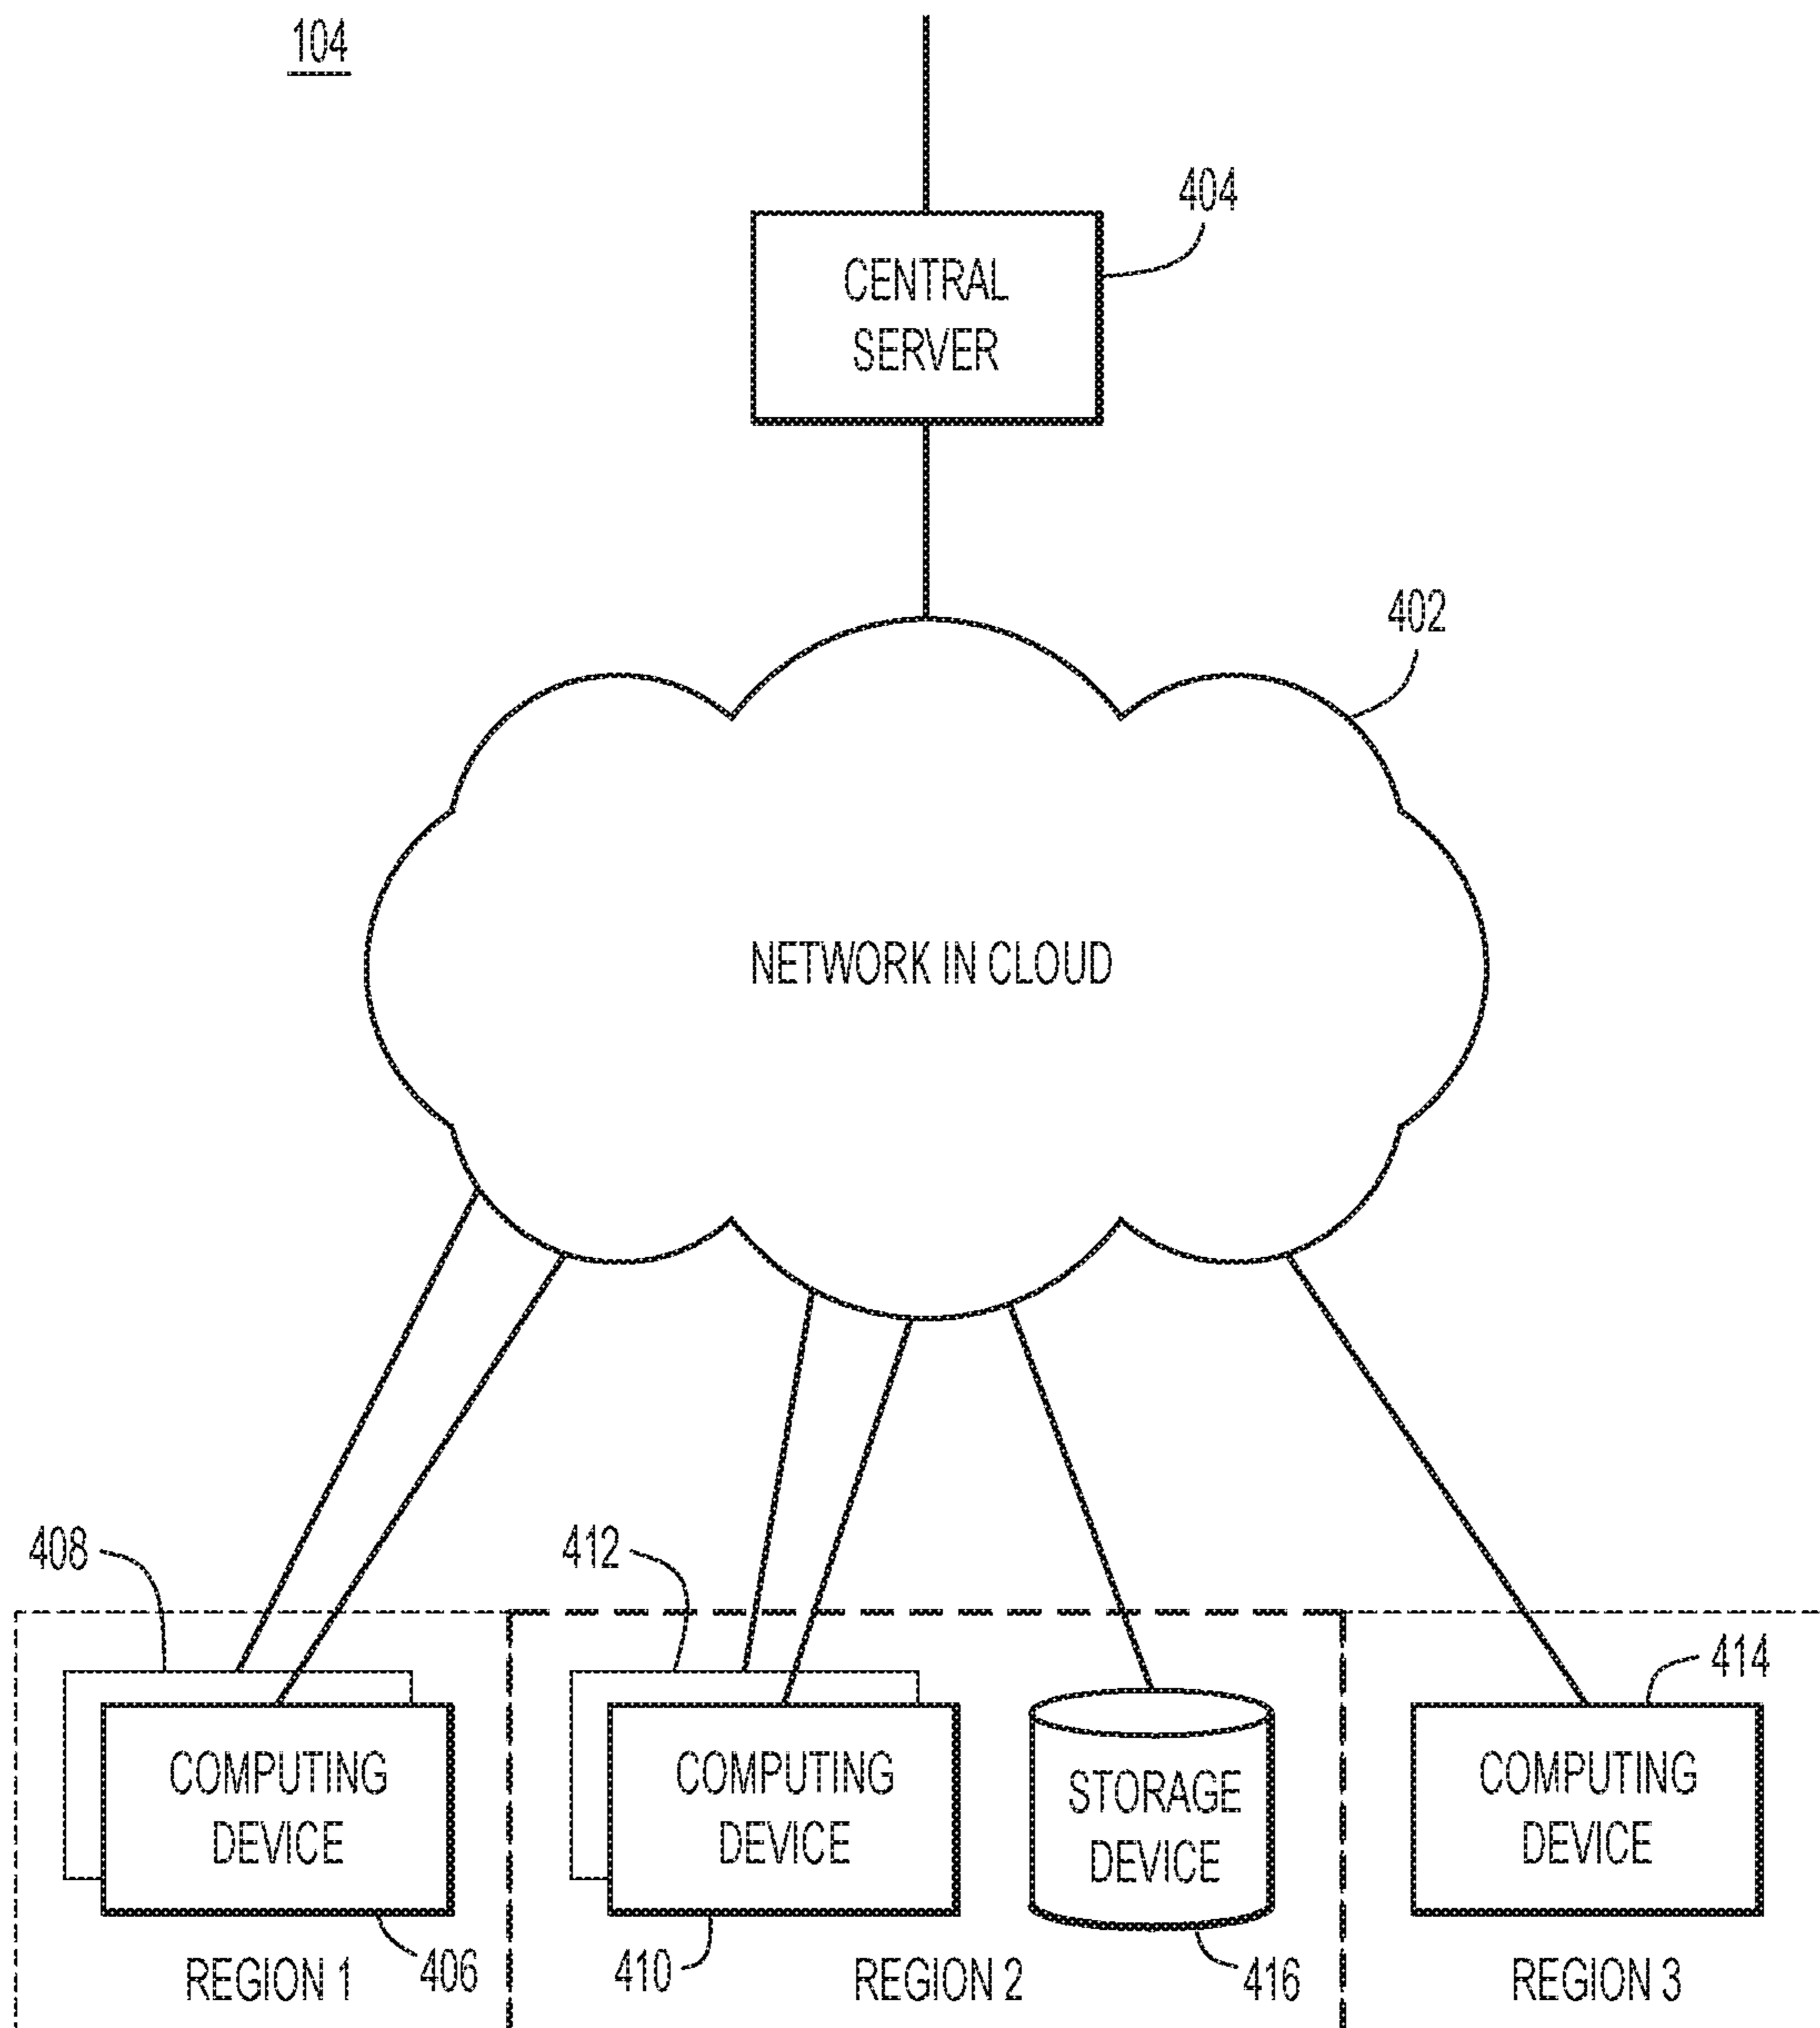 104
404
CENTRAL
SERVER
402
NETWORK IN CLOUD
408
412
414
COMPUTING
DEVICE
COMPUTING
DEVICE
STORAGE
DEVICE
COMPUTING
DEVICE
REGION 1
406
410
REGION 2
416
REGION 3